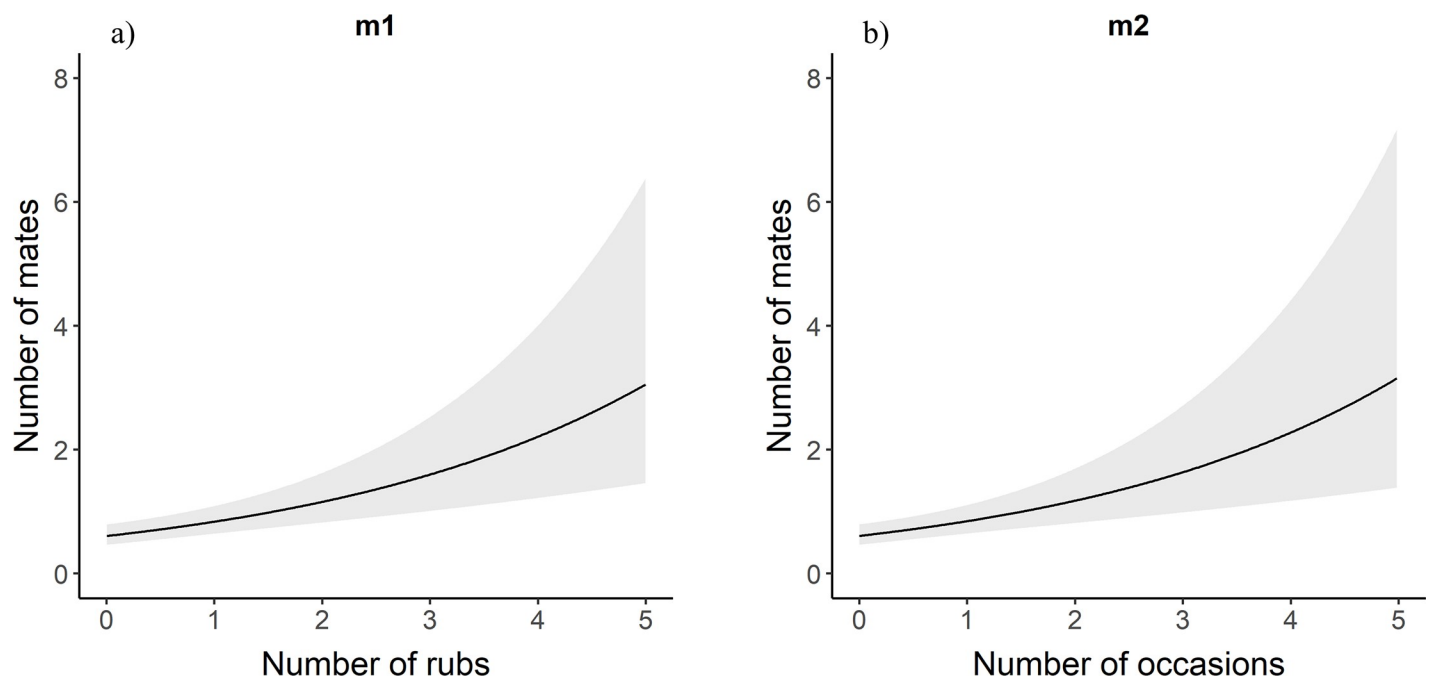 a)
m1
8
6
4
2
0
Number of mates
0 1 2 3 4 5
Number of rubs
b)
m2
8
6
4
2
0
Number of mates
0 1 2 3 4 5
Number of occasions